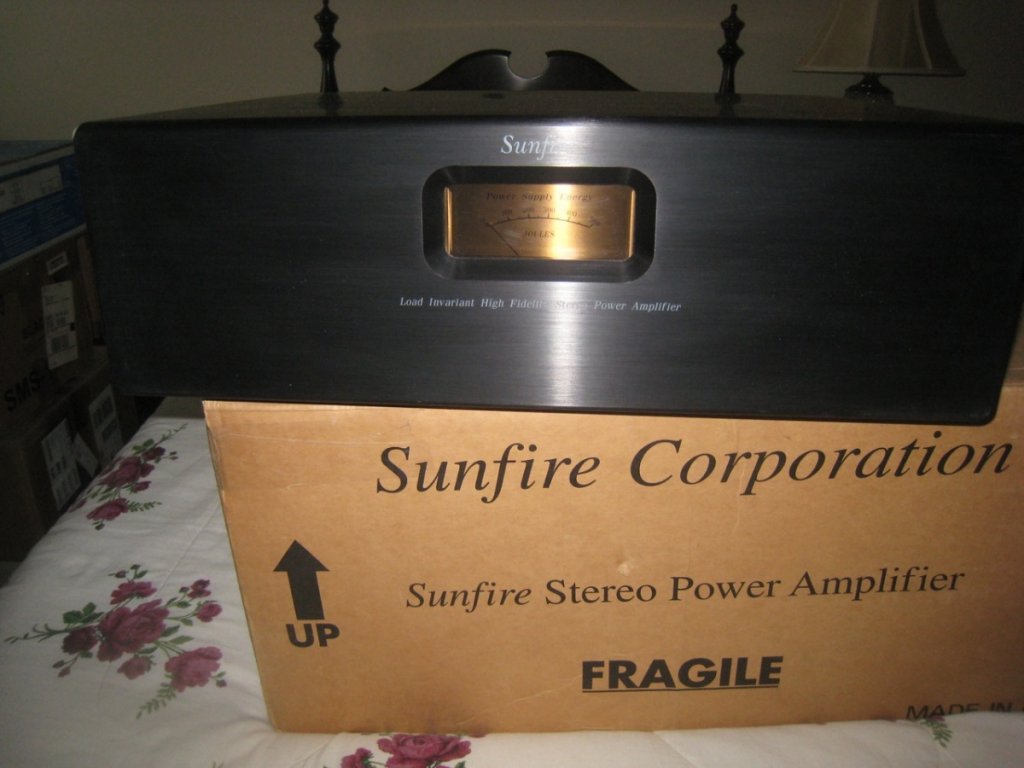 Sunfire
Power Supply Energy
JOULES
Load Invariant High Fidelity Stereo Power Amplifier
SMS
Sunfire Corporation
Sunfire Stereo Power Amplifier
UP
FRAGILE
MADE IN